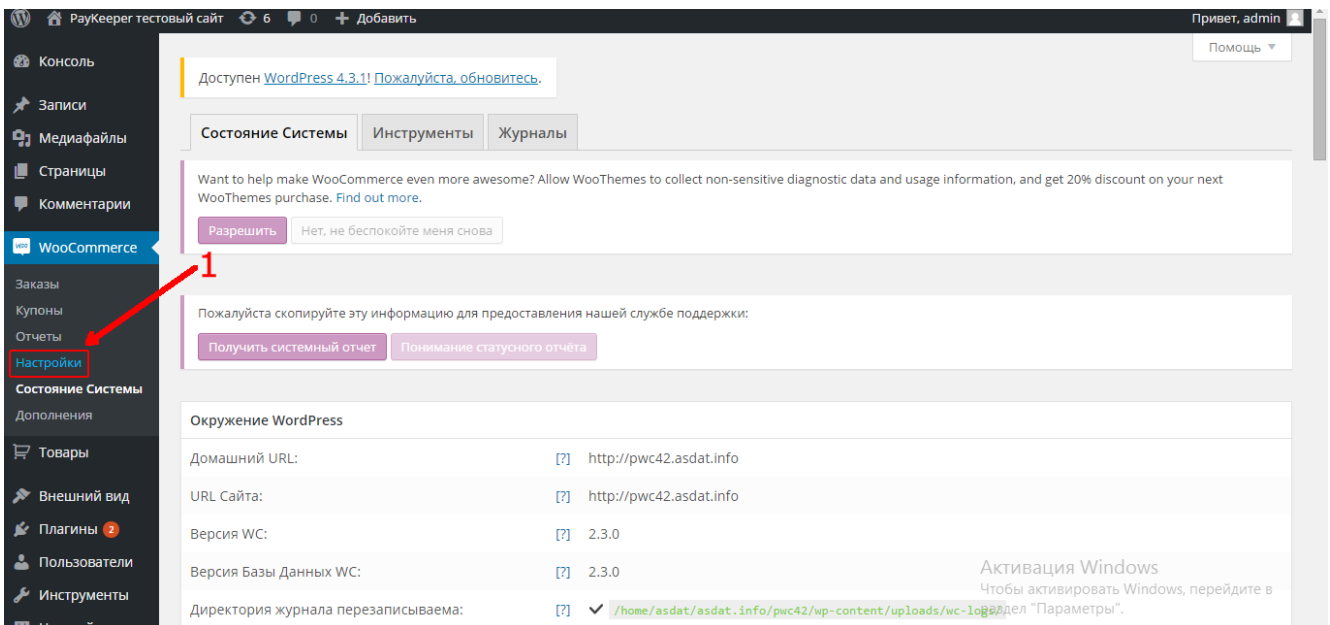 PayKeeper тестовый сайт 6 0 + Добавить Привет, admin
Помощь ▼
Консоль
Записи
Медиафайлы
Страницы
Комментарии
WooCommerce
Заказы
Купоны
Отчеты
Настройки
Состояние Системы
Дополнения
Товары
Внешний вид
Плагины 2
Пользователи
Инструменты
1
Доступен WordPress 4.3.1! Пожалуйста, обновитесь.
Состояние Системы Инструменты Журналы
Want to help make WooCommerce even more awesome? Allow WooThemes to collect non-sensitive diagnostic data and usage information, and get 20% discount on your next
WooThemes purchase. Find out more.
Разрешить Нет, не беспокойте меня снова
Пожалуйста скопируйте эту информацию для предоставления нашей службе поддержки:
Получить системный отчет Понимание статусного отчёта
Окружение WordPress
Домашний URL: [?] http://pwc42.asdat.info
URL Сайта: [?] http://pwc42.asdat.info
Версия WC: [?] 2.3.0
Версия Базы Данных WC: [?] 2.3.0
Директория журнала перезаписываема: [?] ✔ /home/asdat/asdat.info/pwc42/wp-content/uploads/wc-logs/
Активация Windows
Чтобы активировать Windows, перейдите в
раздел "Параметры".